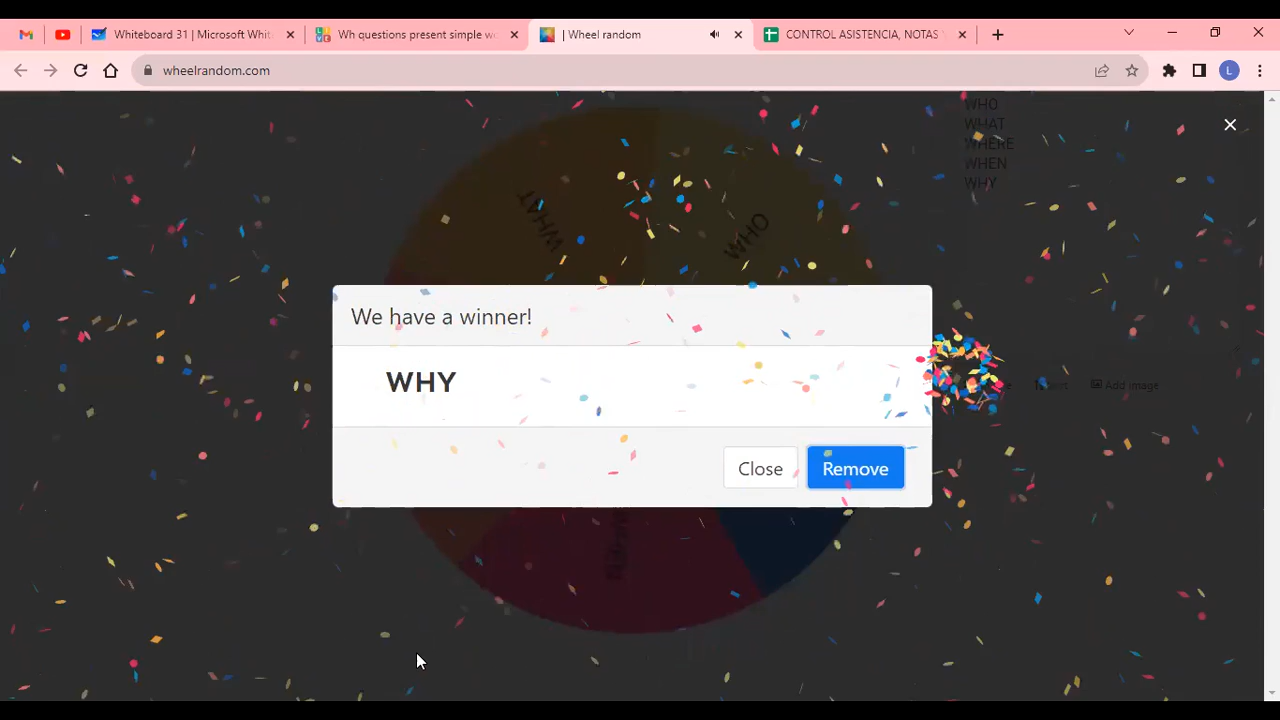 Whiteboard 31 | Microsoft Whit
Wh questions present simple wo
| Wheel random
CONTROL ASISTENCIA, NOTAS
wheelrandom.com
L
WHO
WHAT
WHERE
WHEN
WHY
WHAT
WHO
We have a winner!
WHY
Add image
Close
Remove